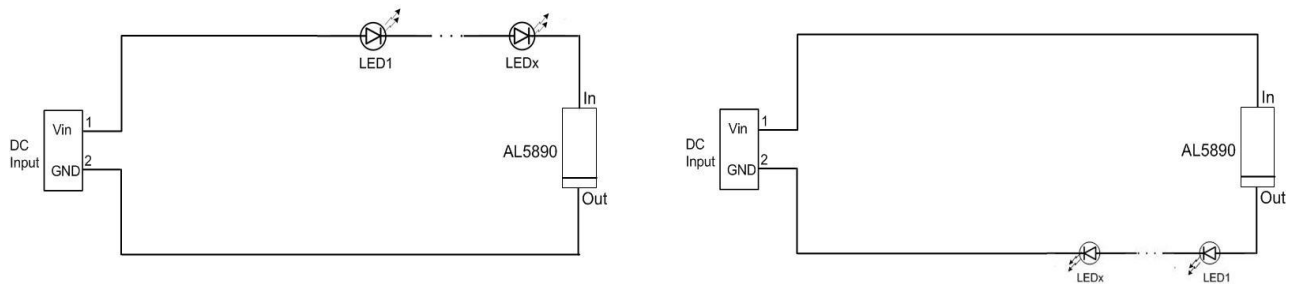 LED1
LEDx
In
1
DC
Input
Vin
GND
2
AL5890
Out
In
1
DC
Input
Vin
GND
2
AL5890
Out
LEDx
LED1